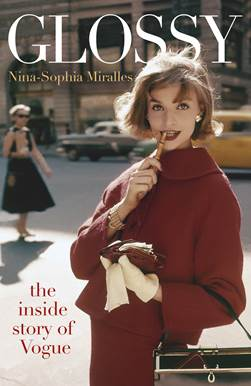 GLOSSY
Nina-Sophia Miralles
the
inside
story of
Vogue